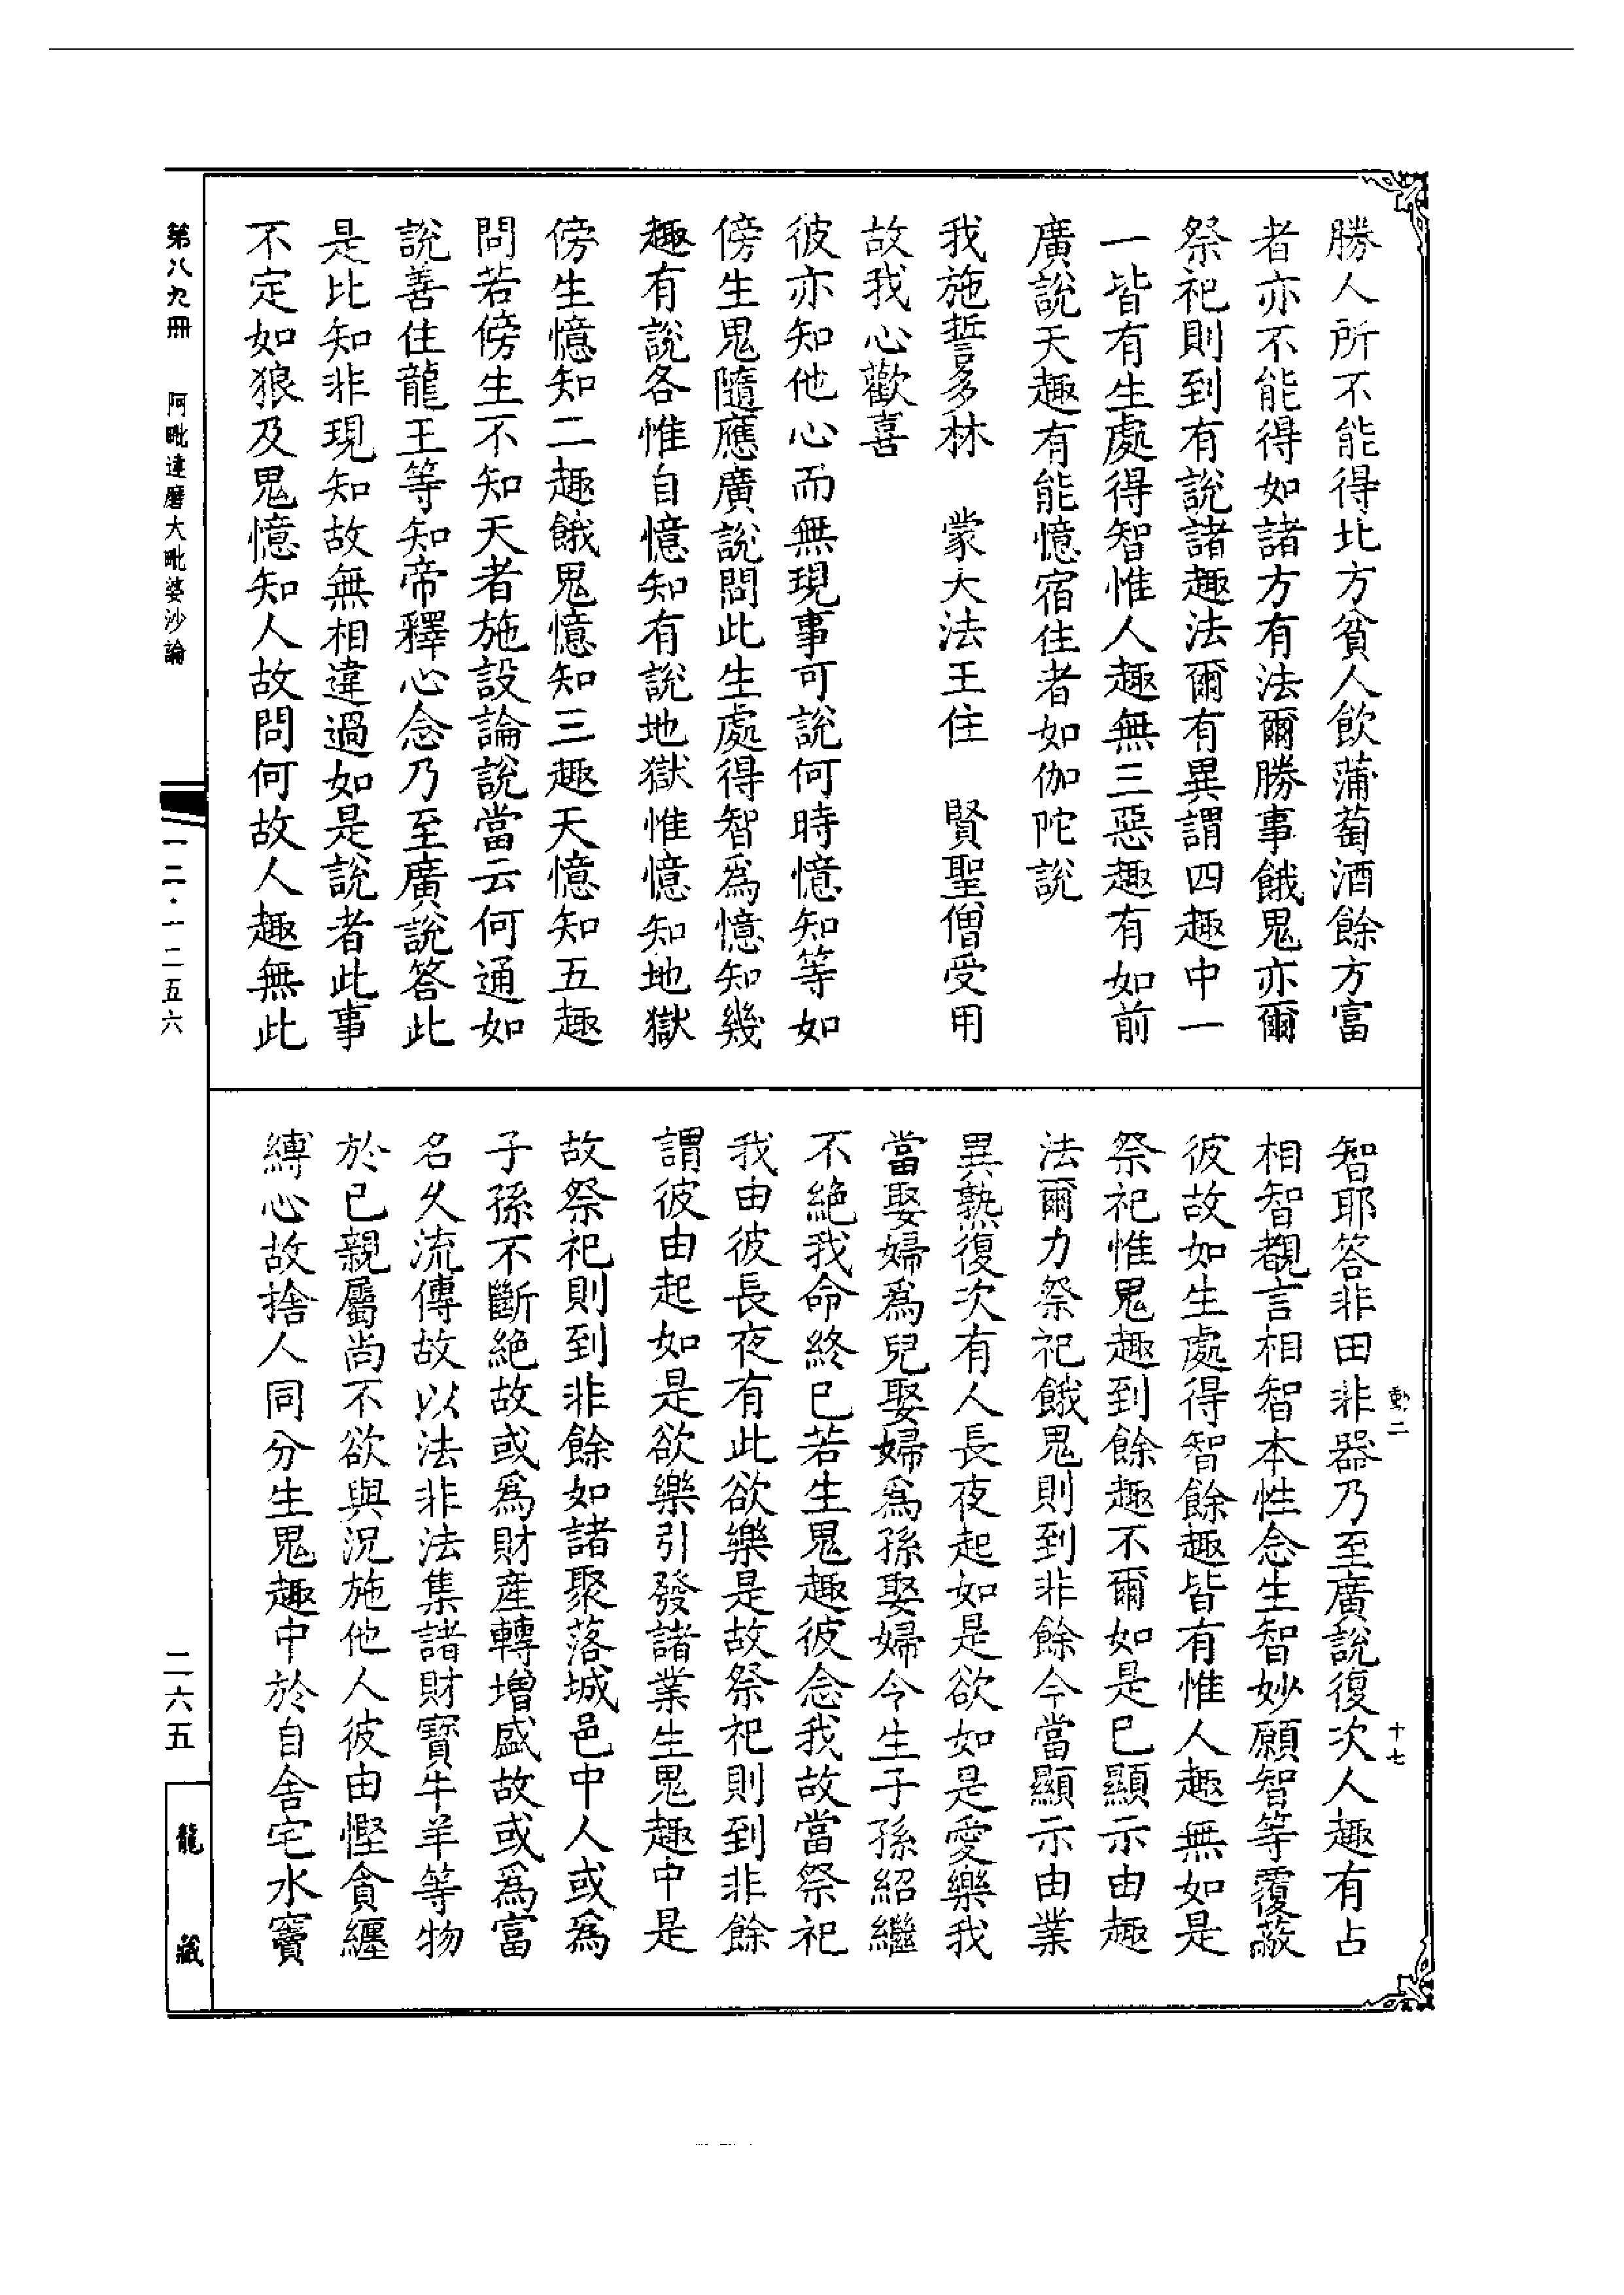 勝人所不能得北方貧人飲蒲萄酒餘方富
者亦不能得如諸方有法爾勝事餓鬼亦爾
祭祀則到有說諸趣法爾有異謂四趣中一
一皆有生處得智惟人趣無三惡趣有如前
廣說天趣有能憶宿住者如伽陀說
我施誓多林　蒙大法王住　賢聖僧受用
故我心歡喜
彼亦知他心而無現事可說何時憶知等如
傍生鬼隨應廣說問此生處得智爲憶知幾
趣有說各惟自憶知有說地獄惟憶知地獄
傍生憶知二趣餓鬼憶知三趣天憶知五趣
問若傍生不知天者施設論說當云何通如
說善住龍王等知帝釋心念乃至廣說答此
是比知非現知故無相違過如是說者此事
不定如狼及鬼憶知人故問何故人趣無此
智耶答非田非器乃至廣說復次人趣有占
相智覩言相智本性念生智妙願智等覆蔽
彼故如生處得智餘趣皆有惟人趣無如是
祭祀惟鬼趣到餘趣不爾如是已顯示由趣
法爾力祭祀餓鬼則到非餘今當顯示由業
異熟復次有人長夜起如是欲如是愛樂我
當娶婦爲兒娶婦爲孫娶婦令生子孫紹繼
不絕我命終已若生鬼趣彼念我故當祭祀
我由彼長夜有此欲樂是故祭祀則到非餘
謂彼由起如是欲樂引發諸業生鬼趣中是
故祭祀則到非餘如諸聚落城邑中人或爲
子孫不斷絕故或爲財産轉增盛故或爲富
名久流傳故以法非法集諸財寶牛羊等物
於已親屬尚不欲與況施他人彼由慳貪纏
縛心故捨人同分生鬼趣中於自舍宅水竇
動二
十七
第八九冊　阿毗達磨大毗婆沙論
一二·一二五六
二六五
龍藏